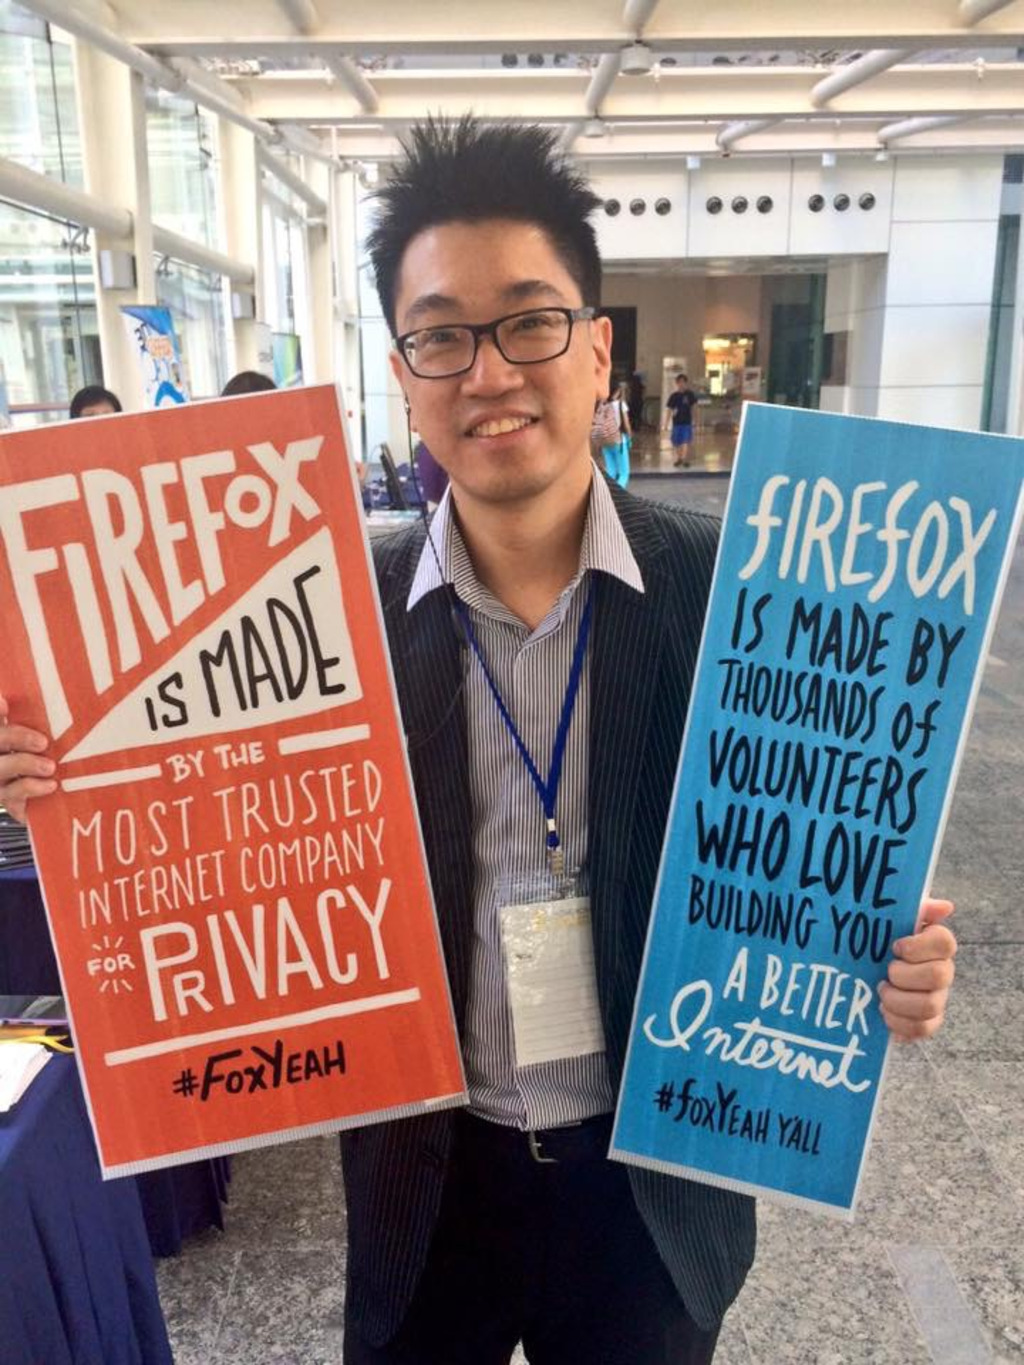 FIREFOX
IS MADE
BY THE
MOST TRUSTED
INTERNET COMPANY
FOR PRIVACY
#FOXYEAH
fIREfOX
IS MADE BY
THOUSANDS Of
VOLUNTEERS
WHO LOVE
BUILDING YOU
A BETTER
Internet
#foxYEAH Y'ALL